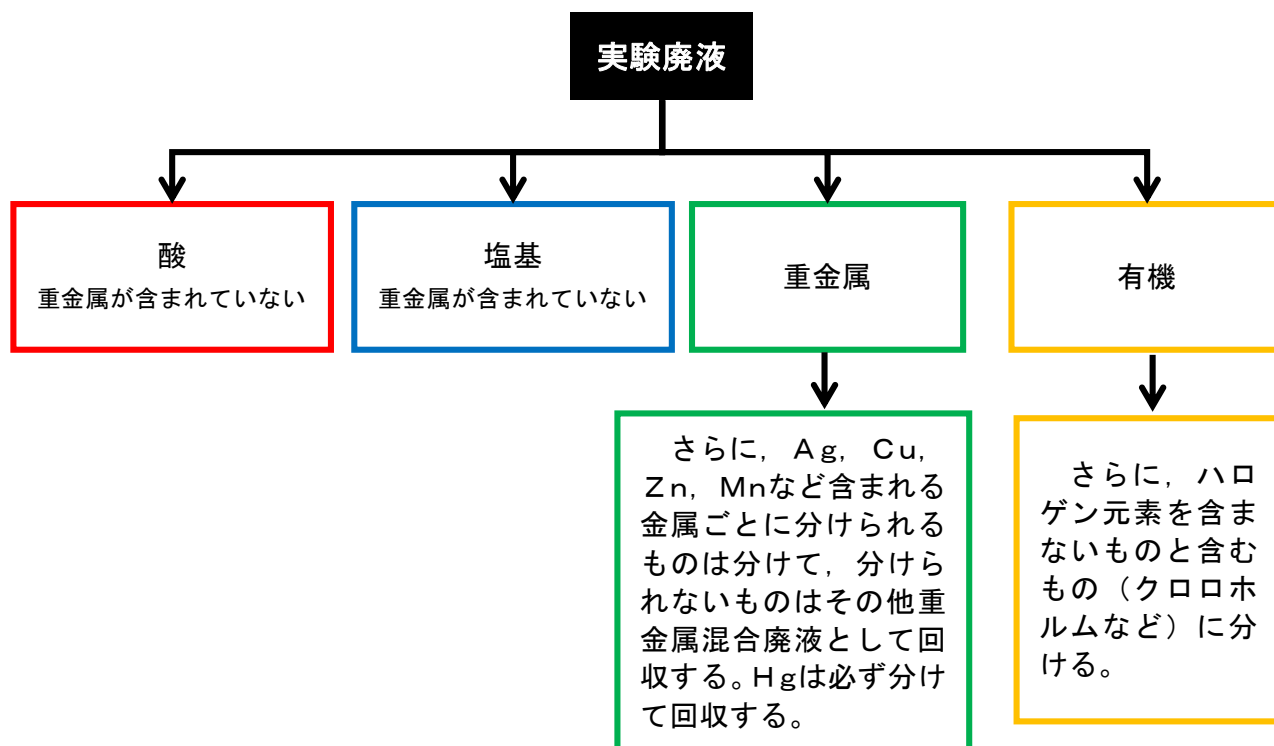 実験廃液
酸
重金属が含まれていない
塩基
重金属が含まれていない
重金属
有機
　さらに，Ａｇ，Ｃu，
Ｚｎ，Ｍnなど含まれる
金属ごとに分けられる
ものは分けて，分けら
れないものはその他重
金属混合廃液として回
収する。Ｈｇは必ず分け
て回収する。
　さらに，ハロ
ゲン元素を含ま
ないものと含む
もの（クロロホ
ルムなど）に分
ける。